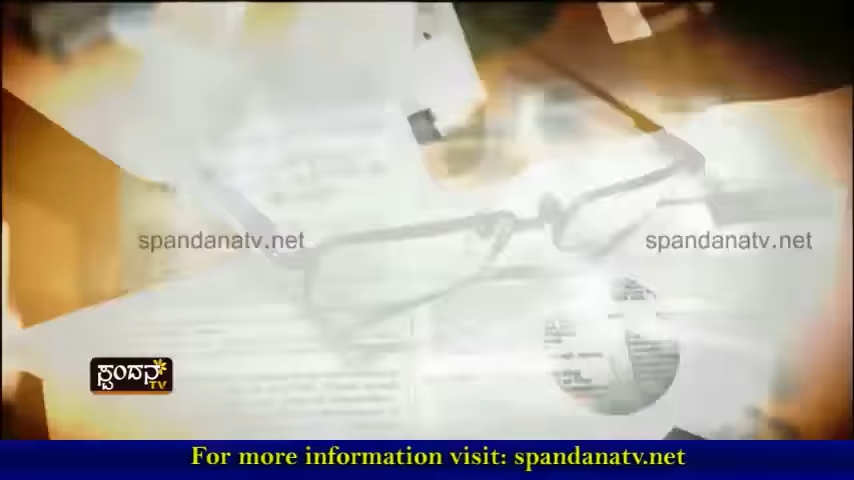 spandanatv.net
spandanatv.net
ಸ್ಪಂದನ
TV
For more information visit: spandanatv.net